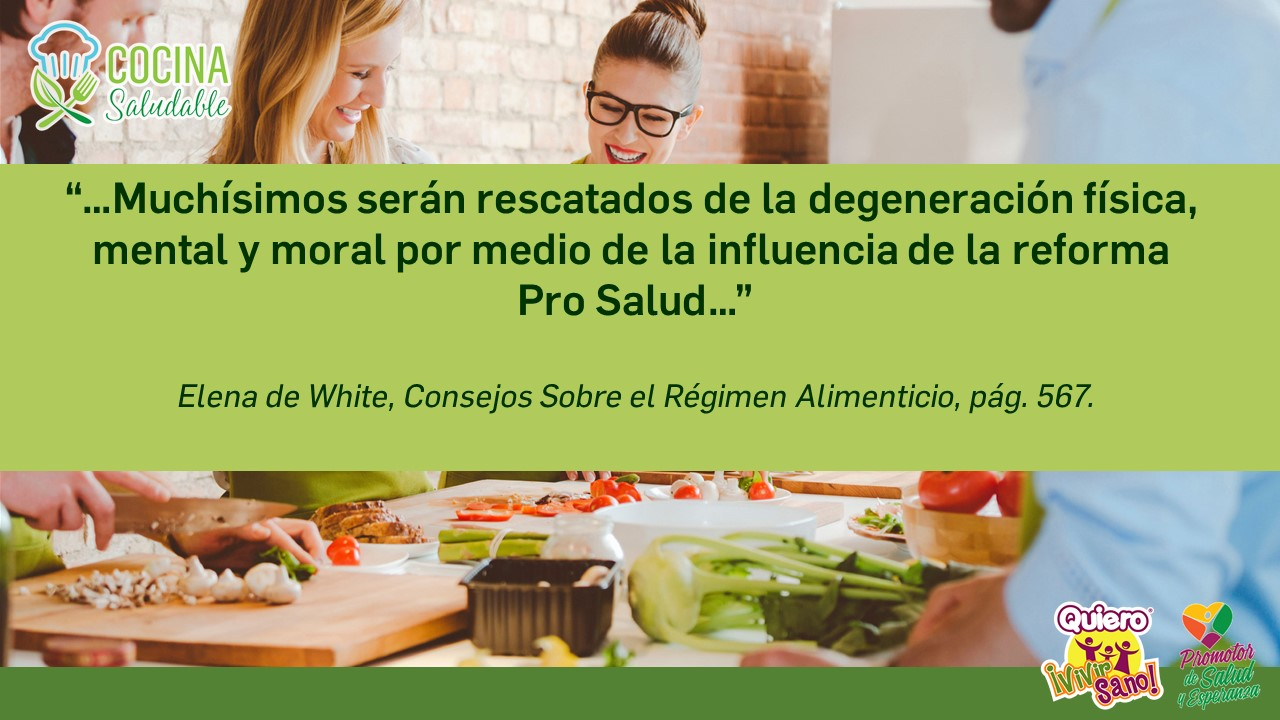 COCINA
Saludable
“...Muchísimos serán rescatados de la degeneración física,
mental y moral por medio de la influencia de la reforma
Pro Salud...”
Elena de White, Consejos Sobre el Régimen Alimenticio, pág. 567.
Quiero®
¡Vivir
Sano!
Promotor
de Salud
y Esperanza